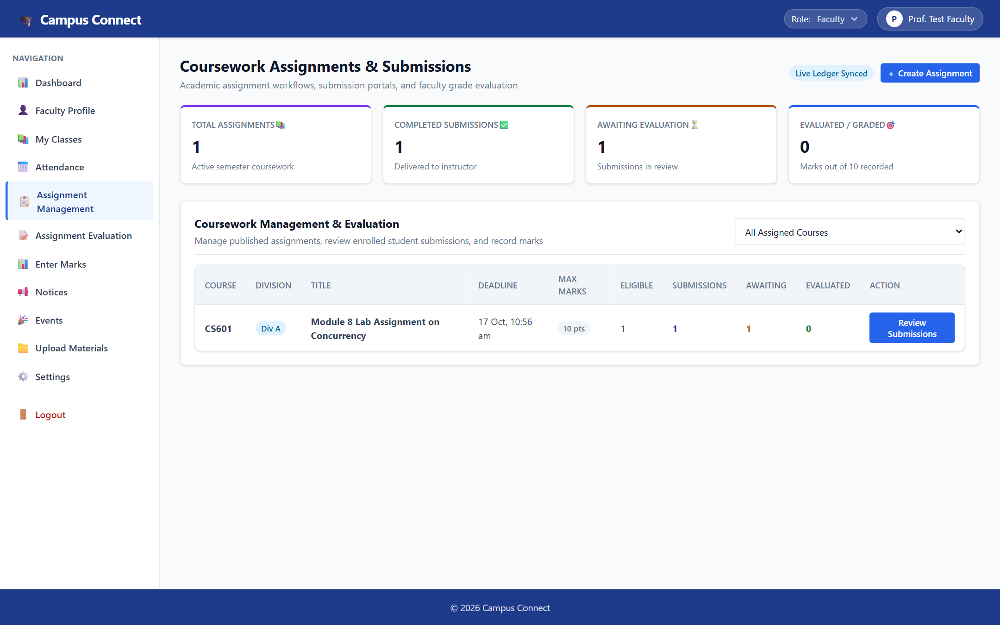 Campus Connect
Role: Faculty
P
Prof. Test Faculty
NAVIGATION
Dashboard
Faculty Profile
My Classes
Attendance
Assignment
Management
Assignment Evaluation
Enter Marks
Notices
Events
Upload Materials
Settings
Logout
Coursework Assignments & Submissions
Academic assignment workflows, submission portals, and faculty grade evaluation
Live Ledger Synced
+ Create Assignment
TOTAL ASSIGNMENTS
1
Active semester coursework
COMPLETED SUBMISSIONS
1
Delivered to instructor
AWAITING EVALUATION
1
Submissions in review
EVALUATED / GRADED
0
Marks out of 10 recorded
Coursework Management & Evaluation
Manage published assignments, review enrolled student submissions, and record marks
All Assigned Courses
COURSE DIVISION TITLE DEADLINE MAX MARKS ELIGIBLE SUBMISSIONS AWAITING EVALUATED ACTION
CS601 Div A Module 8 Lab Assignment on Concurrency 17 Oct, 10:56 am 10 pts 1 1 1 0 Review Submissions
© 2026 Campus Connect